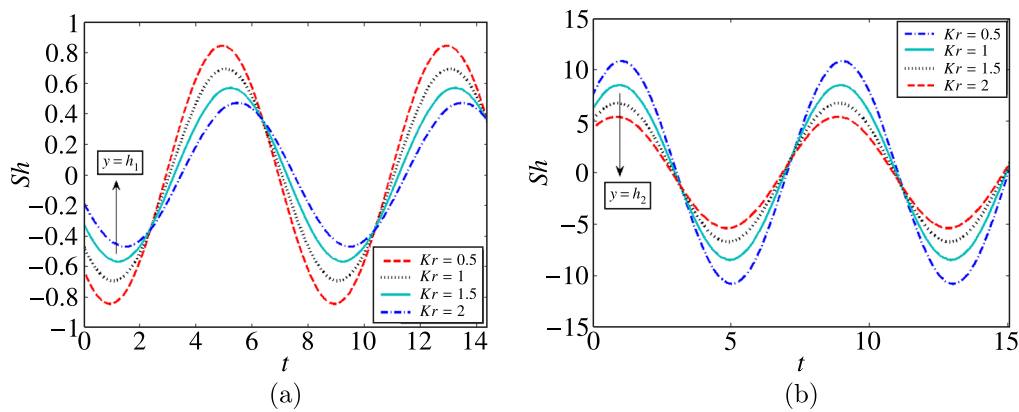 1
0.8
0.6
0.4
0.2
0
−0.2
−0.4
−0.6
−0.8
−1
Sh
y = h1
Kr = 0.5
Kr = 1
Kr = 1.5
Kr = 2
0 2 4 6 8 10 12 14
t
(a)
15
10
5
0
−5
−10
−15
Sh
Kr = 0.5
Kr = 1
Kr = 1.5
Kr = 2
y = h2
0 5 10 15
t
(b)